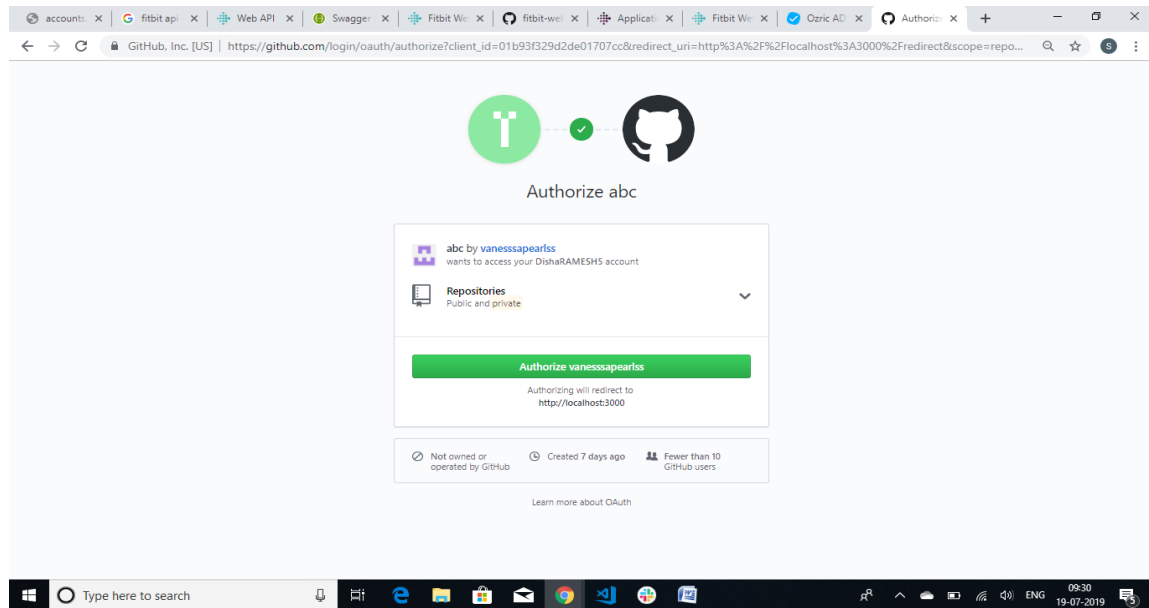 accounts.
fitbit api
Web API
Swagger
Fitbit We
fitbit-wel
Applicati
Fitbit We
Ozric AD
Authoriz
GitHub, Inc. [US] | https://github.com/login/oauth/authorize?client_id=01b93f329d2de01707cc&redirect_uri=http%3A%2F%2Flocalhost%3A3000%2Fredirect&scope=repo...
S
Ï
Authorize abc
abc by vanesssapearlss
wants to access your DishaRAMESH5 account
Repositories
Public and private
Authorize vanesssapearlss
Authorizing will redirect to
http://localhost:3000
Not owned or
operated by GitHub
Created 7 days ago
Fewer than 10
GitHub users
Learn more about OAuth
Type here to search
ENG
09:30
19-07-2019
5